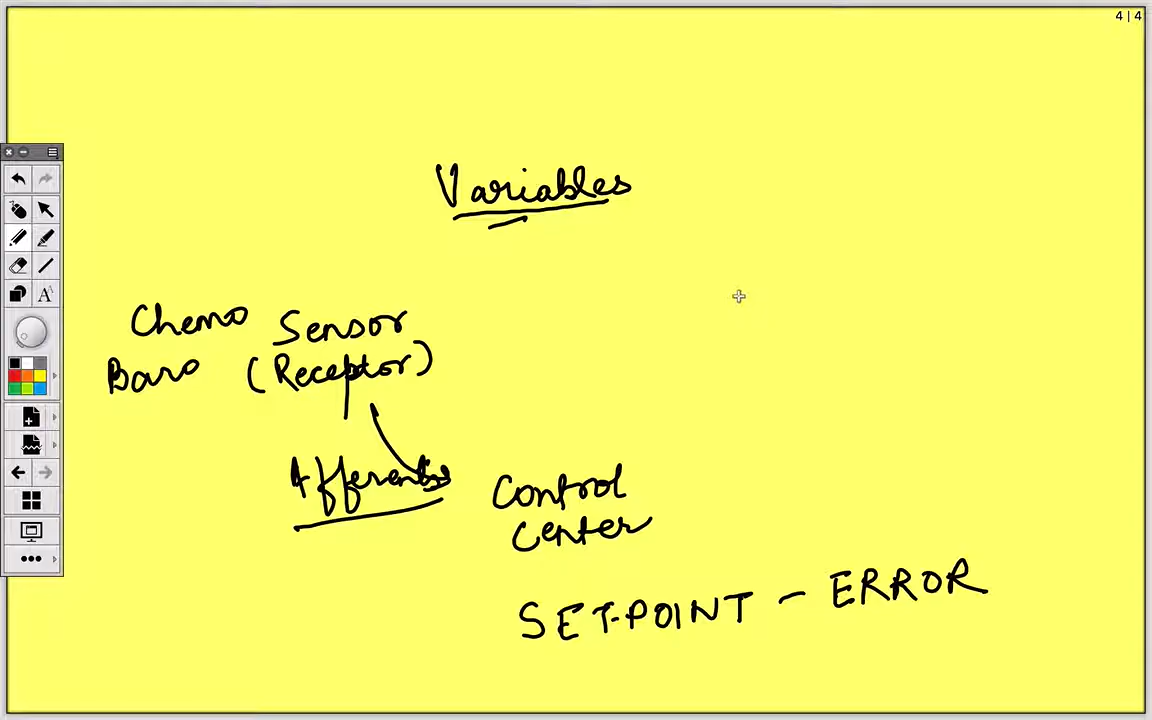 4 | 4
Variables
Chemo Sensor
Baro (Receptor)
Afferents
Control
Center
SET-POINT - ERROR